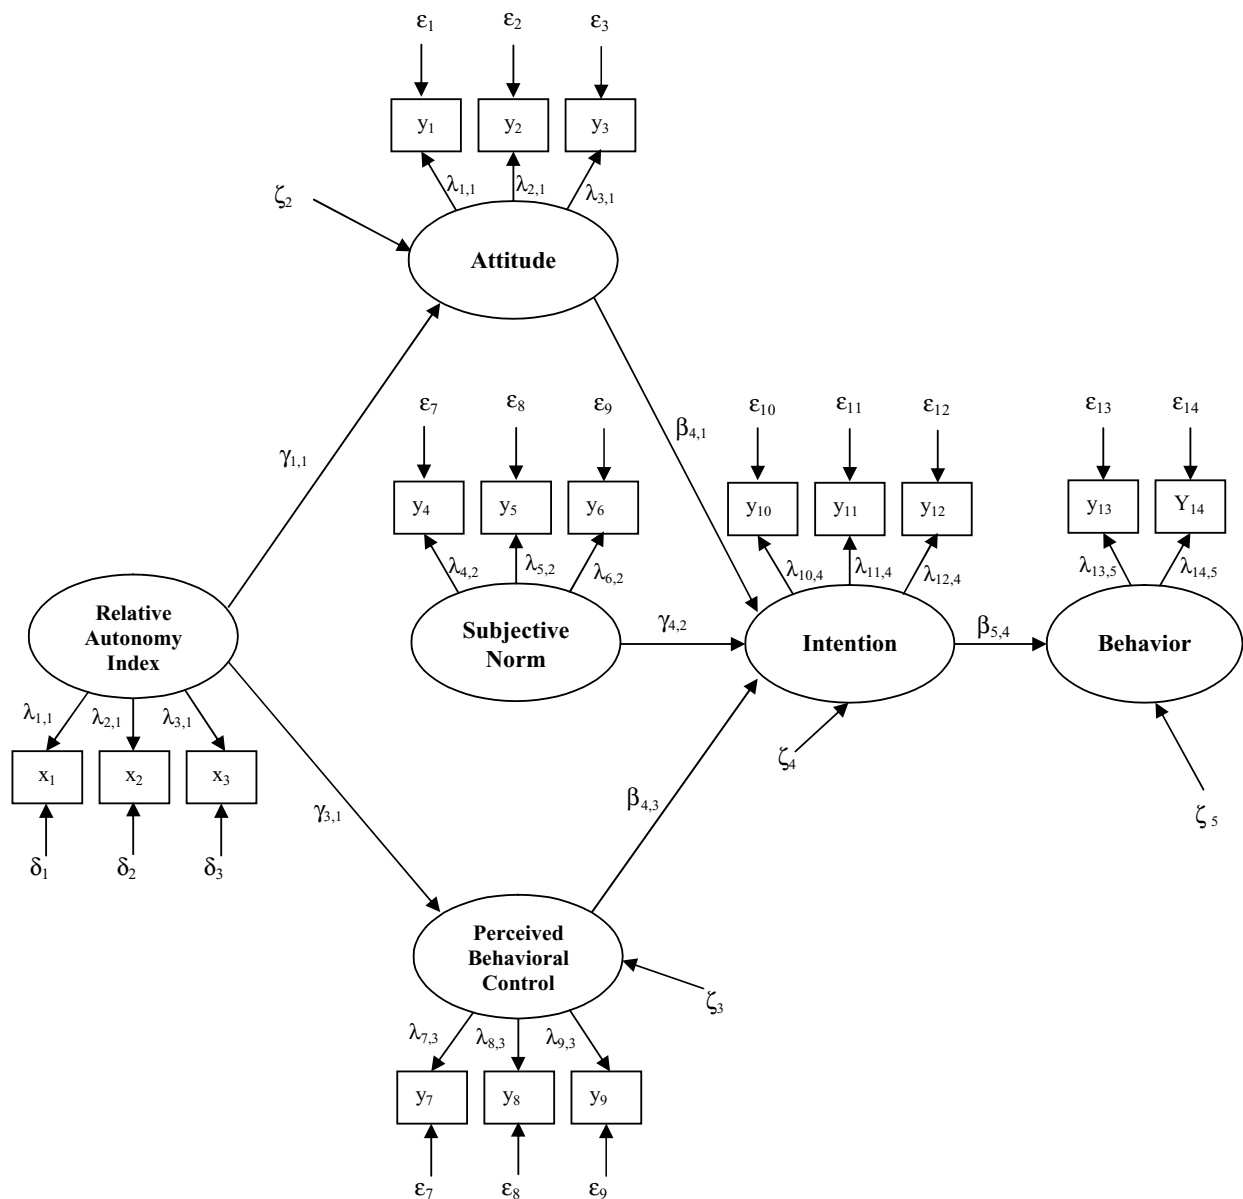 ε₁ ε₂ ε₃
y₁ y₂ y₃
λ₁,₁ λ₂,₁ λ₃,₁
ζ₂
Attitude
ε₇ ε₈ ε₉ ε₁₀ ε₁₁ ε₁₂ ε₁₃ ε₁₄
β₄,₁
γ₁,₁
y₄ y₅ y₆ y₁₀ y₁₁ y₁₂ y₁₃ Y₁₄
λ₄,₂ λ₅,₂ λ₆,₂ λ₁₀,₄ λ₁₁,₄ λ₁₂,₄ λ₁₃,₅ λ₁₄,₅
Relative
Autonomy
Index
Subjective
Norm
γ₄,₂
Intention
β₅,₄
Behavior
λ₁,₁ λ₂,₁ λ₃,₁
x₁ x₂ x₃
ζ₄
ζ₅
γ₃,₁
β₄,₃
δ₁ δ₂ δ₃
Perceived
Behavioral
Control
ζ₃
λ₇,₃ λ₈,₃ λ₉,₃
y₇ y₈ y₉
ε₇ ε₈ ε₉